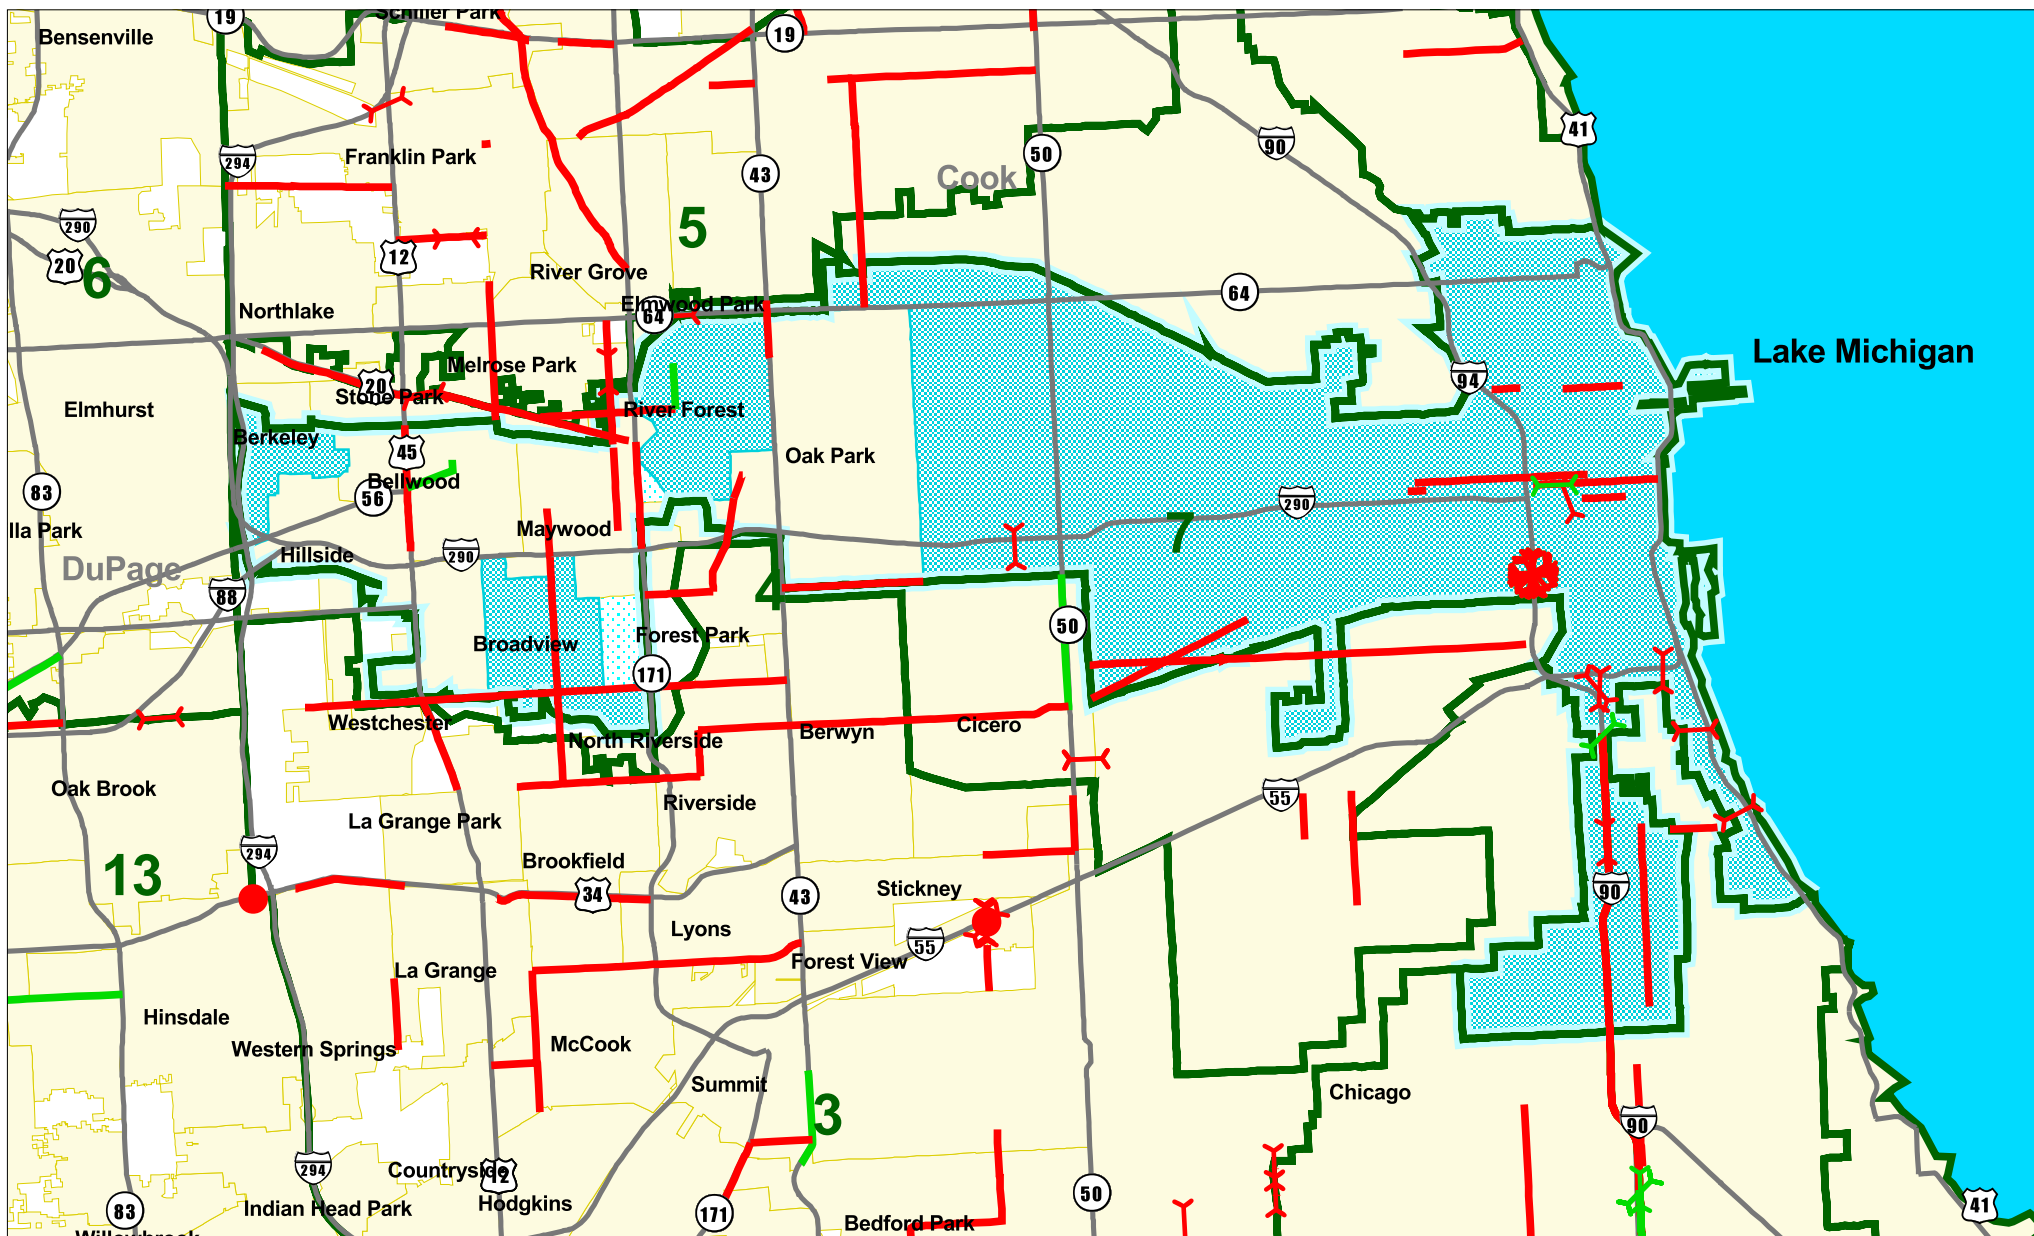 19
Schiller Park
Bensenville
19
41
90
50
294
Franklin Park
43
Cook
290
5
12
20
6
River Grove
64
Elmwood Park
64
Northlake
Lake Michigan
Melrose Park
94
20
Stone Park
Elmhurst
River Forest
Berkeley
45
Oak Park
Bellwood
83
56
290
lla Park
Maywood
7
Hillside
290
DuPage
88
4
50
Broadview
Forest Park
171
Westchester
Cicero
Berwyn
North Riverside
Oak Brook
55
Riverside
La Grange Park
294
Brookfield
13
34
43
Stickney
90
Lyons
55
Forest View
La Grange
Hinsdale
Western Springs
McCook
Summit
Chicago
3
90
294
Countryside
12
50
Hodgkins
83
Indian Head Park
171
41
Bedford Park
Willowbrook